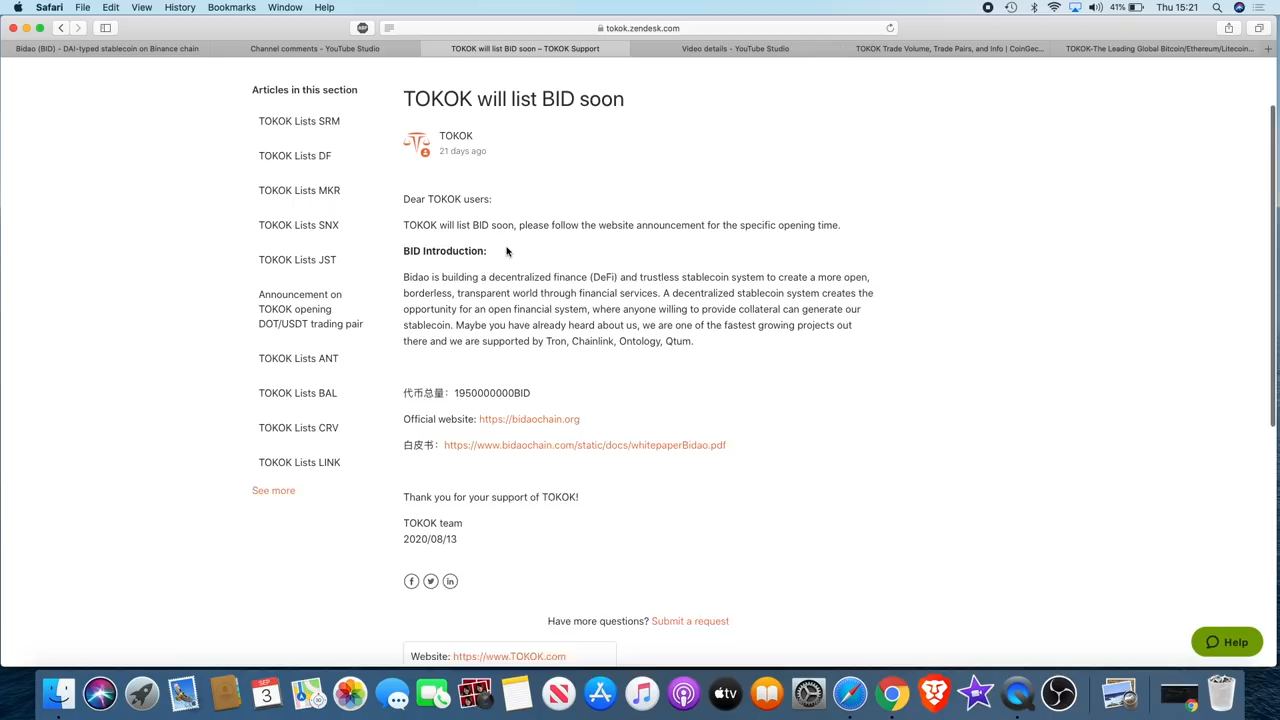 Safari File Edit View History Bookmarks Window Help 41% Thu 15:21
tokok.zendesk.com
Bidao (BID) - DAI-typed stablecoin on Binance chain
Channel comments - YouTube Studio
TOKOK will list BID soon – TOKOK Support
Video details - YouTube Studio
TOKOK Trade Volume, Trade Pairs, and Info | CoinGec...
TOKOK-The Leading Global Bitcoin/Ethereum/Litecoin...
Articles in this section
TOKOK Lists SRM
TOKOK Lists DF
TOKOK Lists MKR
TOKOK Lists SNX
TOKOK Lists JST
Announcement on
TOKOK opening
DOT/USDT trading pair
TOKOK Lists ANT
TOKOK Lists BAL
TOKOK Lists CRV
TOKOK Lists LINK
See more
TOKOK will list BID soon
TOKOK
21 days ago
Dear TOKOK users:
TOKOK will list BID soon, please follow the website announcement for the specific opening time.
BID Introduction:
Bidao is building a decentralized finance (DeFi) and trustless stablecoin system to create a more open,
borderless, transparent world through financial services. A decentralized stablecoin system creates the
opportunity for an open financial system, where anyone willing to provide collateral can generate our
stablecoin. Maybe you have already heard about us, we are one of the fastest growing projects out
there and we are supported by Tron, Chainlink, Ontology, Qtum.
代币总量：1950000000BID
Official website: https://bidaochain.org
白皮书：https://www.bidaochain.com/static/docs/whitepaperBidao.pdf
Thank you for your support of TOKOK!
TOKOK team
2020/08/13
Have more questions? Submit a request
Website: https://www.TOKOK.com
Help
SEP
3
tv